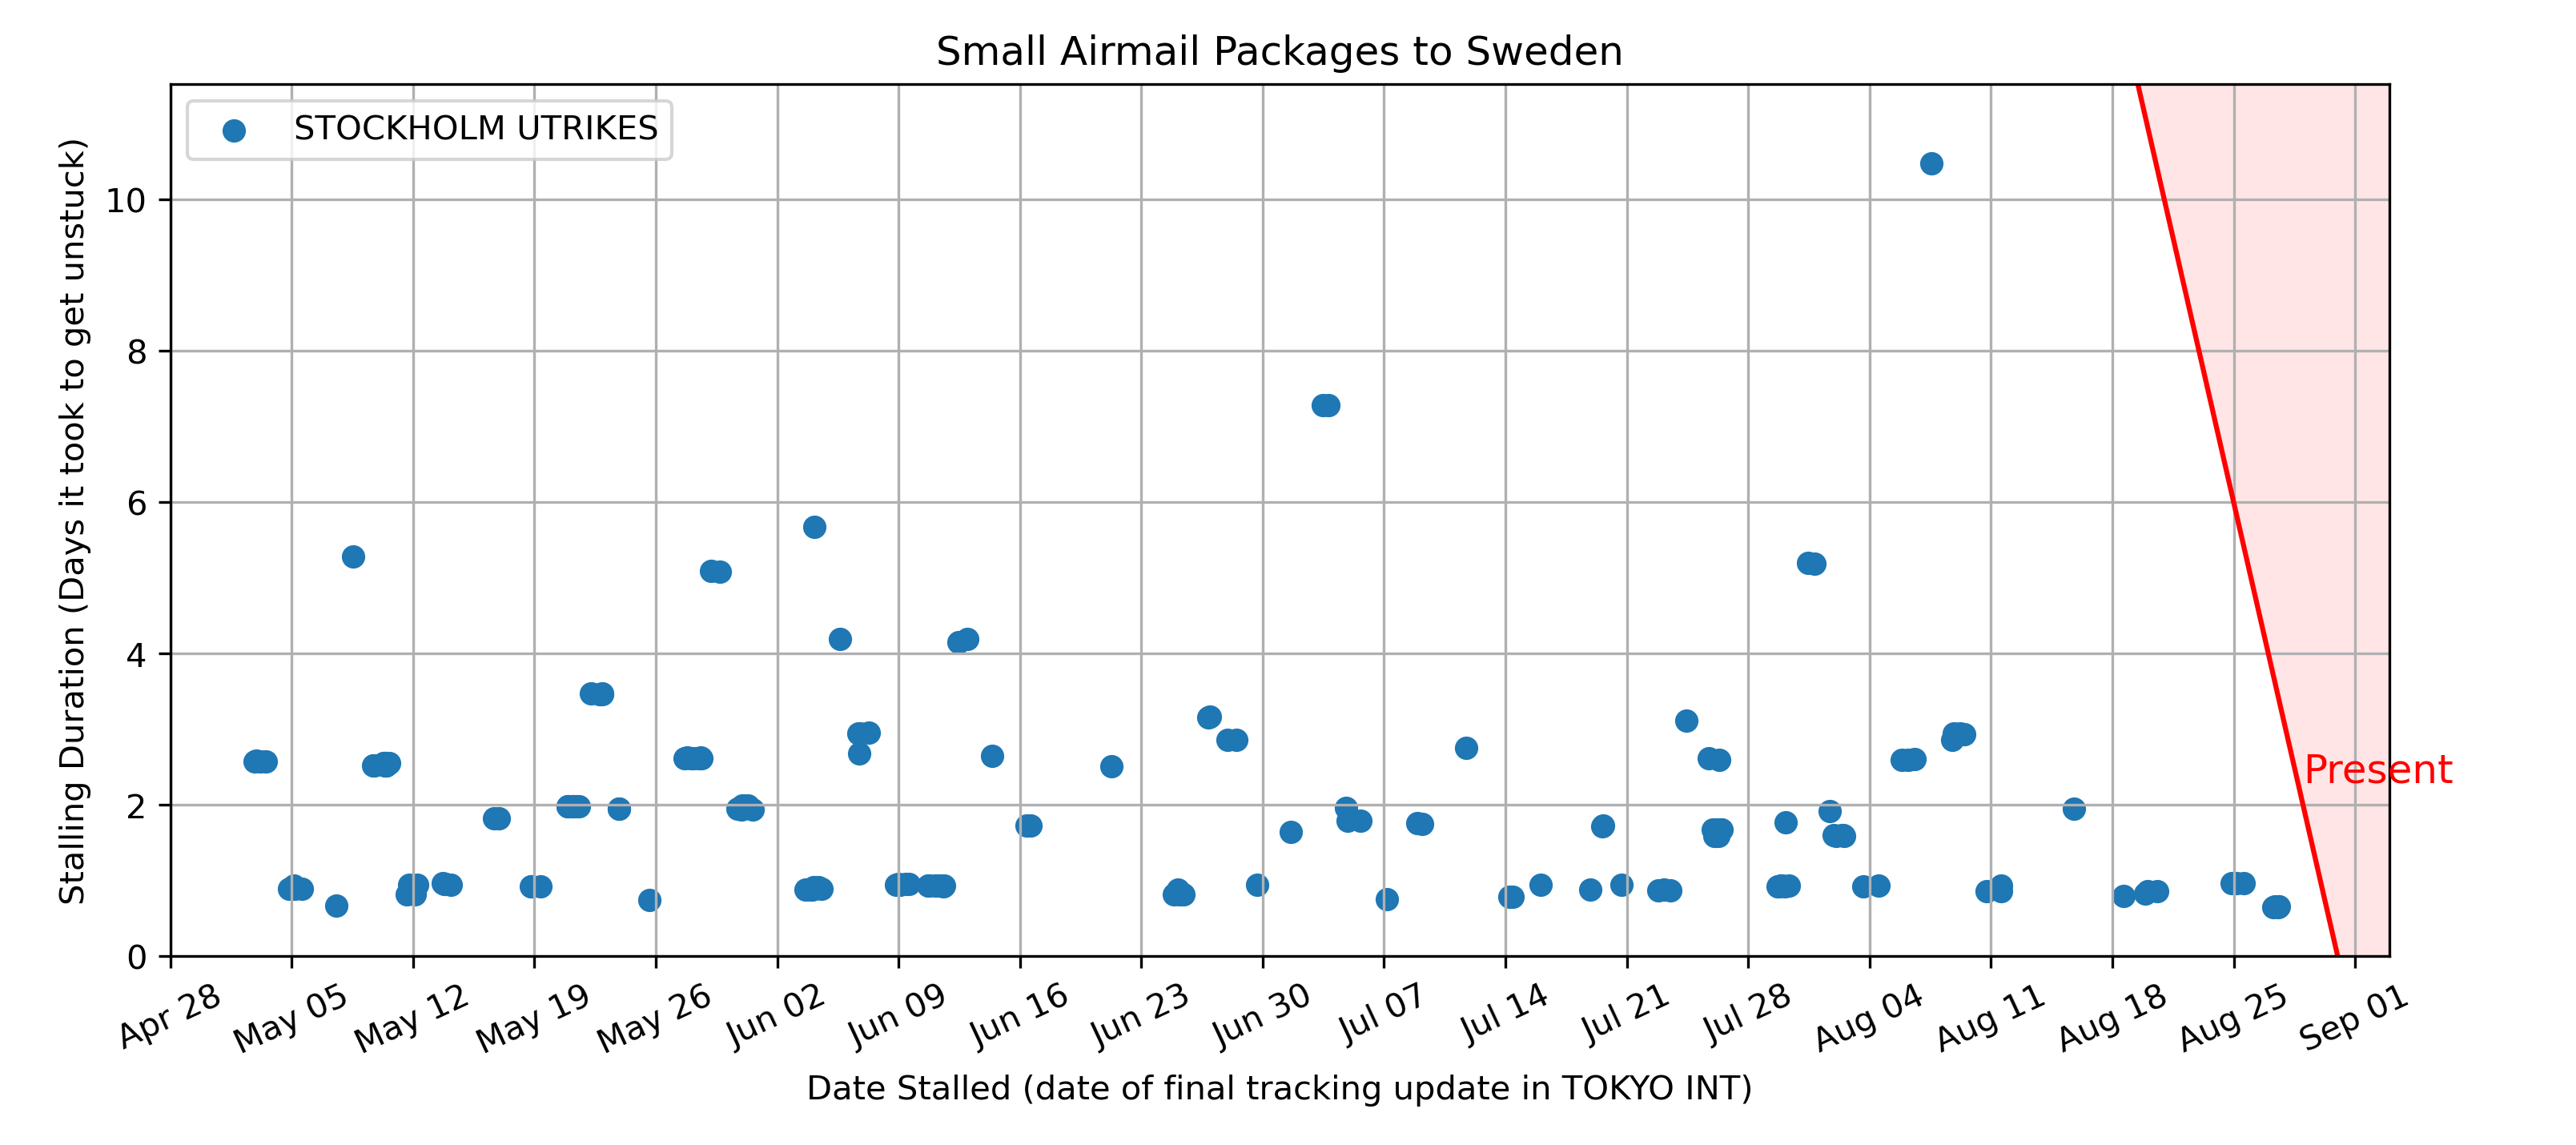 Small Airmail Packages to Sweden
STOCKHOLM UTRIKES
Stalling Duration (Days it took to get unstuck)
10
8
6
4
2
0
Present
Apr 28
May 05
May 12
May 19
May 26
Jun 02
Jun 09
Jun 16
Jun 23
Jun 30
Jul 07
Jul 14
Jul 21
Jul 28
Aug 04
Aug 11
Aug 18
Aug 25
Sep 01
Date Stalled (date of final tracking update in TOKYO INT)